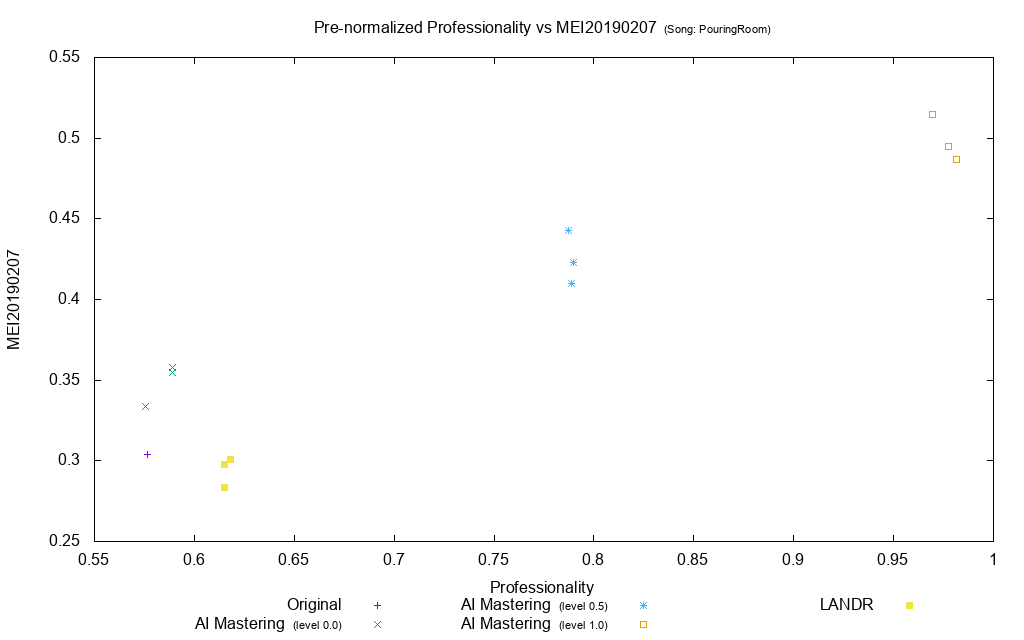 Pre-normalized Professionality vs MEI20190207 (Song: PouringRoom)
0.55
0.5
0.45
0.4
0.35
0.3
0.25
MEI20190207
0.55 0.6 0.65 0.7 0.75 0.8 0.85 0.9 0.95 1
Professionality
Original AI Mastering (level 0.5) LANDR
AI Mastering (level 0.0) AI Mastering (level 1.0)